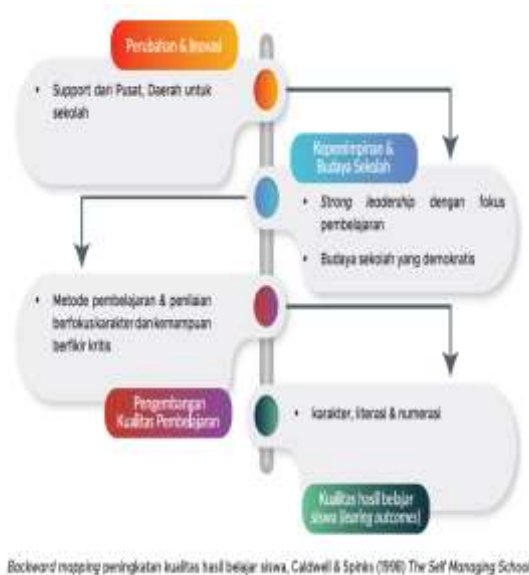 Perubahan & Inovasi
• Support dari Pusat, Daerah untuk
sekolah
Kepemimpinan &
Budaya Sekolah
• Strong leadership dengan fokus
pembelajaran
• Budaya sekolah yang demokratis
• Metode pembelajaran & penilaian
berfokus karakter dan kemampuan
berfikir kritis
Pengembangan
Kualitas Pembelajaran
• karakter, literasi & numerasi
Kualitas hasil belajar
siswa (learing outcomes)
Backward mapping peningkatan kualitas hasil belajar siswa, Caldwell & Spinks (1998) The Self Managing School